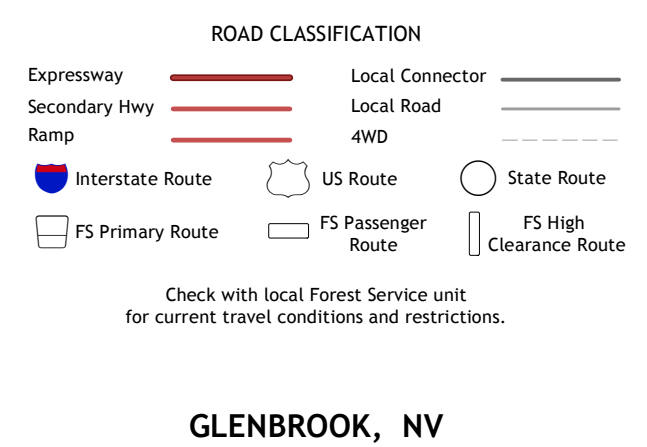 ROAD CLASSIFICATION
Expressway
Local Connector
Secondary Hwy
Local Road
Ramp
4WD
Interstate Route
US Route
State Route
FS Primary Route
FS Passenger
Route
FS High
Clearance Route
Check with local Forest Service unit
for current travel conditions and restrictions.
GLENBROOK, NV